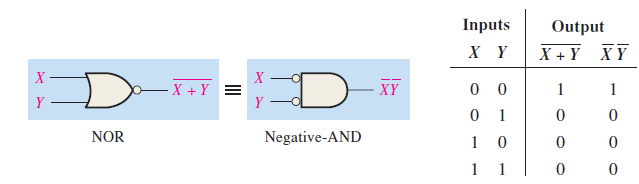 X
Y
X̅ ̅+̅ ̅Y̅
≡
X
Y
X̅Y̅
NOR
Negative-AND
Inputs Output
X Y X̅ ̅+̅ ̅Y̅ X̅ Y̅
0 0 1 1
0 1 0 0
1 0 0 0
1 1 0 0